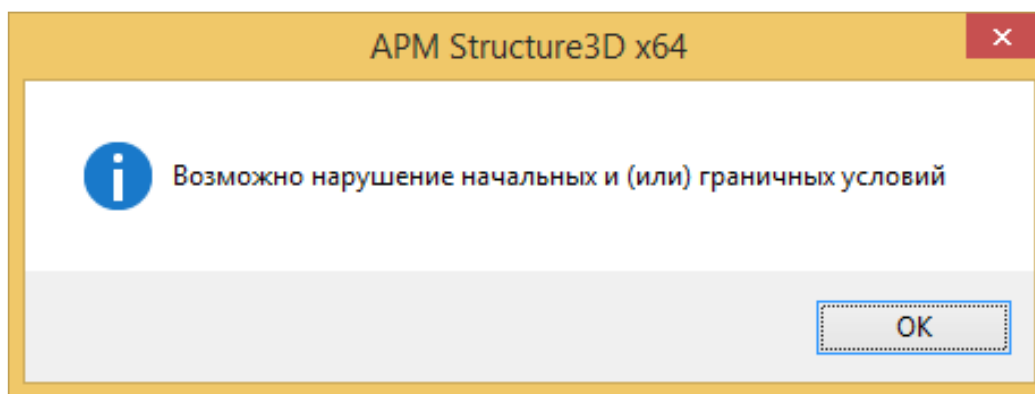 APM Structure3D x64
Возможно нарушение начальных и (или) граничных условий
OK